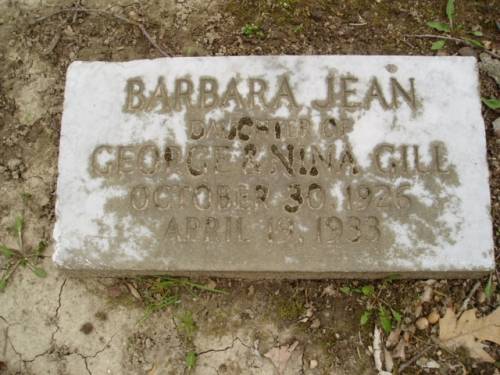 BARBARA JEAN
DAUGHTER OF
GEORGE & NINA GILL
OCTOBER 30, 1926
APRIL 19, 1933